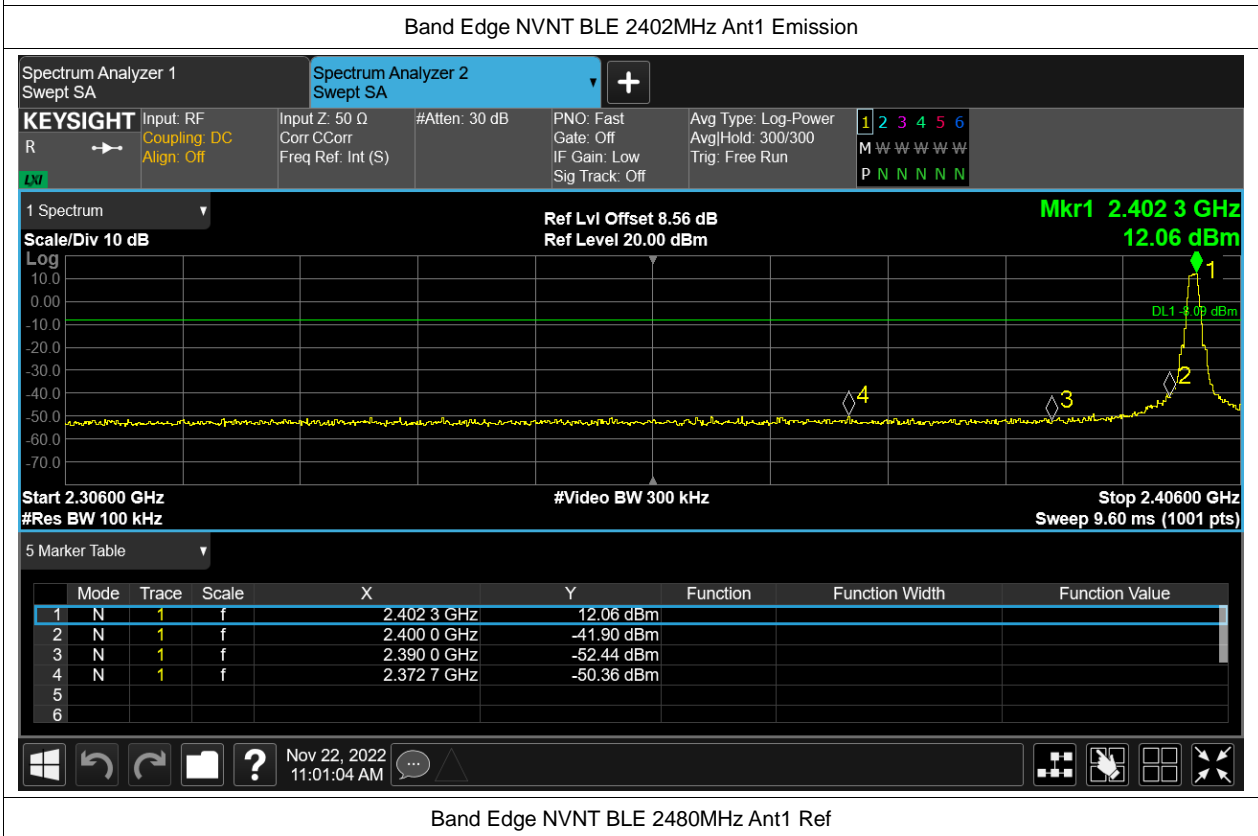 Band Edge NVNT BLE 2402MHz Ant1 Emission
Spectrum Analyzer 1
Swept SA
Spectrum Analyzer 2
Swept SA
▼
+
KEYSIGHT
R
LXI
Input: RF
Coupling: DC
Align: Off
Input Z: 50 Ω
Corr CCorr
Freq Ref: Int (S)
#Atten: 30 dB
PNO: Fast
Gate: Off
IF Gain: Low
Sig Track: Off
Avg Type: Log-Power
Avg|Hold: 300/300
Trig: Free Run
1 2 3 4 5 6
M W W W W W
P N N N N N
1 Spectrum ▼
Scale/Div 10 dB
Ref Lvl Offset 8.56 dB
Ref Level 20.00 dBm
Mkr1 2.402 3 GHz
12.06 dBm
Log
10.0
0.00
-10.0
-20.0
-30.0
-40.0
-50.0
-60.0
-70.0
1
DL1 -8.09 dBm
2
3
4
Start 2.30600 GHz #Video BW 300 kHz Stop 2.40600 GHz
#Res BW 100 kHz Sweep 9.60 ms (1001 pts)
5 Marker Table ▼
Mode Trace Scale X Y Function Function Width Function Value
1 N 1 f 2.402 3 GHz 12.06 dBm
2 N 1 f 2.400 0 GHz -41.90 dBm
3 N 1 f 2.390 0 GHz -52.44 dBm
4 N 1 f 2.372 7 GHz -50.36 dBm
5
6
?
Nov 22, 2022
11:01:04 AM
Band Edge NVNT BLE 2480MHz Ant1 Ref